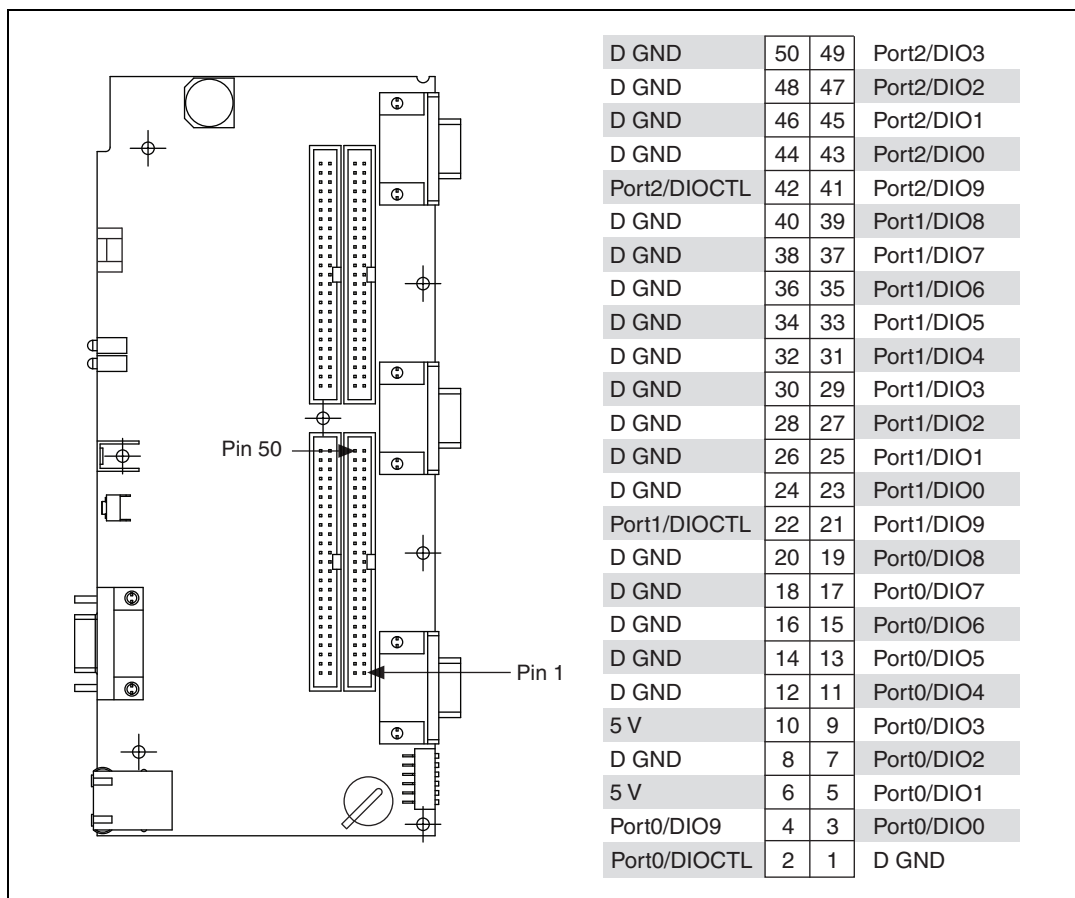 D GND 50 49 Port2/DIO3
D GND 48 47 Port2/DIO2
D GND 46 45 Port2/DIO1
D GND 44 43 Port2/DIO0
Port2/DIOCTL 42 41 Port2/DIO9
D GND 40 39 Port1/DIO8
D GND 38 37 Port1/DIO7
D GND 36 35 Port1/DIO6
D GND 34 33 Port1/DIO5
D GND 32 31 Port1/DIO4
D GND 30 29 Port1/DIO3
D GND 28 27 Port1/DIO2
D GND 26 25 Port1/DIO1
D GND 24 23 Port1/DIO0
Port1/DIOCTL 22 21 Port1/DIO9
D GND 20 19 Port0/DIO8
D GND 18 17 Port0/DIO7
D GND 16 15 Port0/DIO6
D GND 14 13 Port0/DIO5
D GND 12 11 Port0/DIO4
5 V 10 9 Port0/DIO3
D GND 8 7 Port0/DIO2
5 V 6 5 Port0/DIO1
Port0/DIO9 4 3 Port0/DIO0
Port0/DIOCTL 2 1 D GND
Pin 50
Pin 1